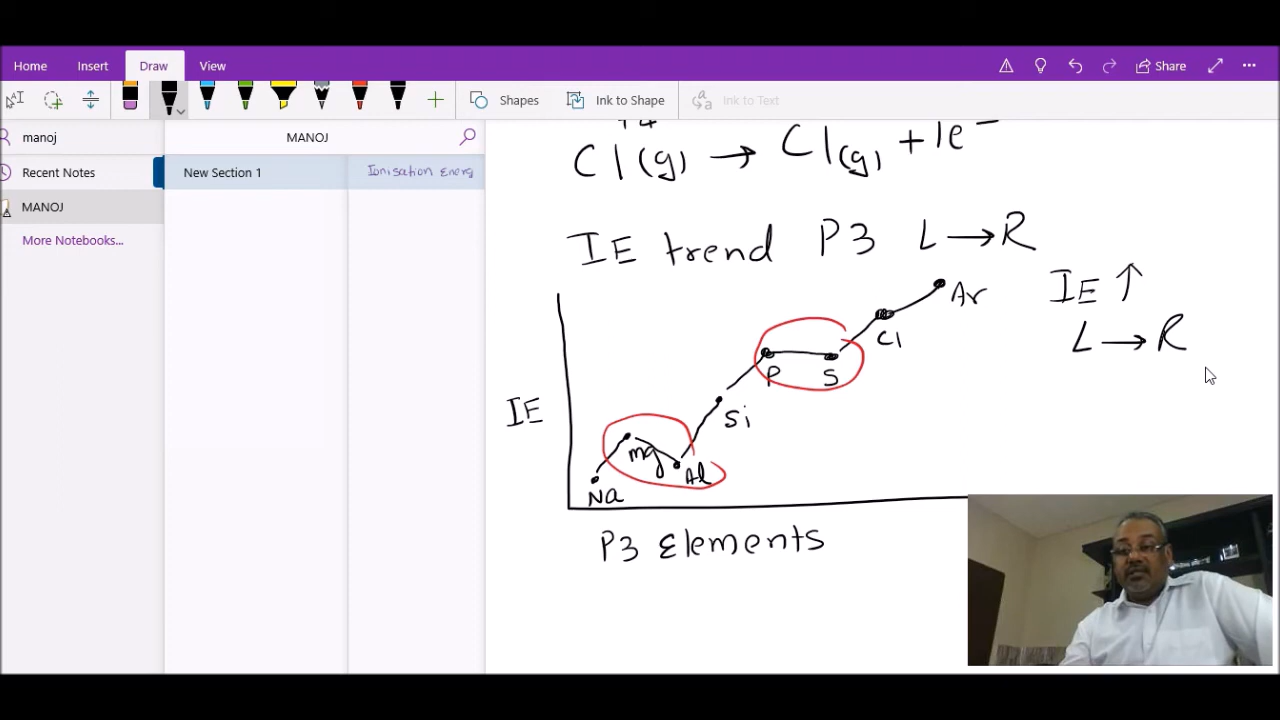 Home Insert Draw View Share
Shapes Ink to Shape Ink to Text
manoj MANOJ
Recent Notes New Section 1 Ionisation Energ
MANOJ
More Notebooks...
Cl(g) → Cl(g) + 1e⁻
IE trend P3 L → R
IE ↑
L → R
Ar
Cl
P S
IE
Si
Mg
Al
Na
P3 Elements